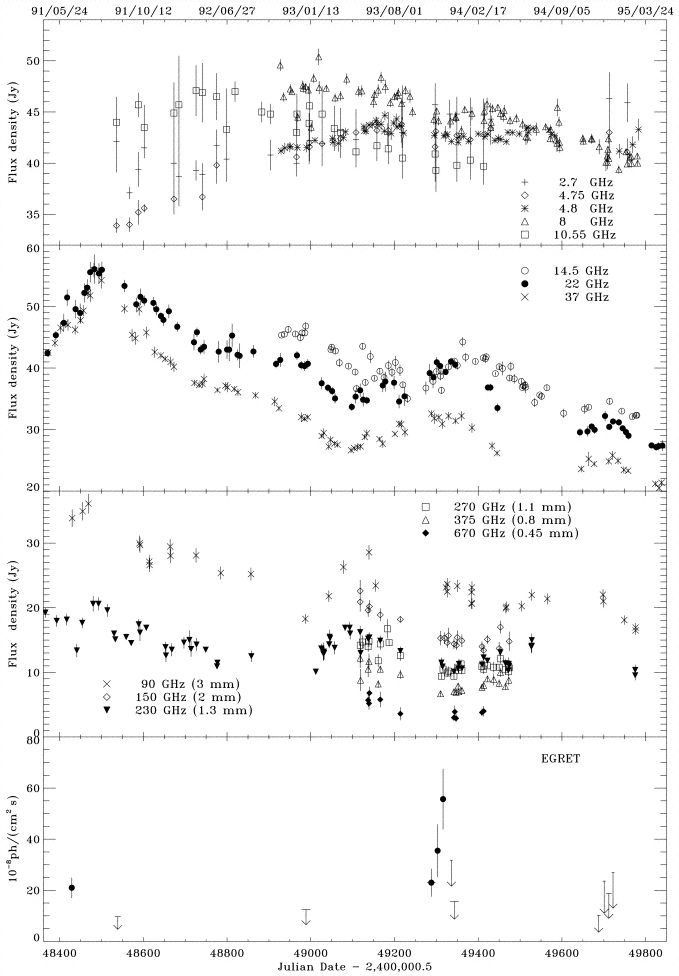 91/05/24 91/10/12 92/06/27 93/01/13 93/08/01 94/02/17 94/09/05 95/03/24
50
45
40
35
Flux density (Jy)
2.7 GHz
4.75 GHz
4.8 GHz
8 GHz
10.55 GHz
60
50
40
30
20
Flux density (Jy)
14.5 GHz
22 GHz
37 GHz
30
20
10
0
Flux density (Jy)
270 GHz (1.1 mm)
375 GHz (0.8 mm)
670 GHz (0.45 mm)
90 GHz (3 mm)
150 GHz (2 mm)
230 GHz (1.3 mm)
80
60
40
20
0
10⁻⁸ph/(cm² s)
EGRET
48400 48600 48800 49000 49200 49400 49600 49800
Julian Date − 2,400,000.5